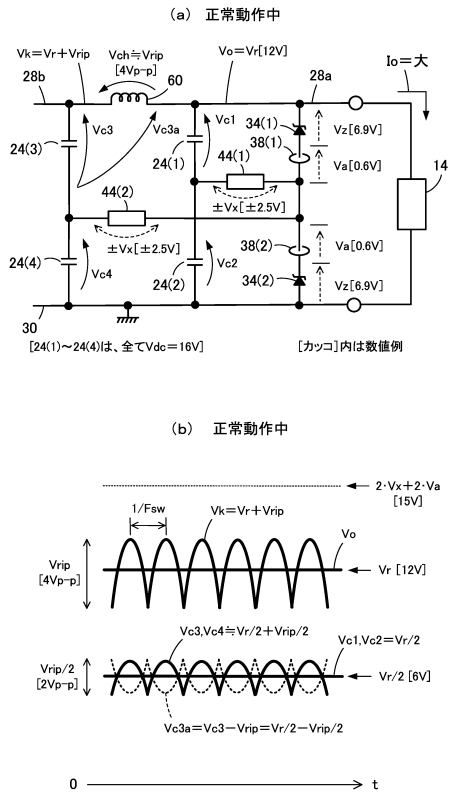 (a) 正常動作中
Vk=Vr+Vrip
Vch≒Vrip
[4Vp-p]
60
Vo=Vr[12V]
Io=大
28b
28a
Vc3
Vc3a
Vc1
34(1)
38(1)
Vz[6.9V]
24(3)
24(1)
44(1)
Va[0.6V]
14
44(2)
±Vx[±2.5V]
±Vx[±2.5V]
38(2)
Va[0.6V]
24(4)
Vc4
Vc2
24(2)
34(2)
Vz[6.9V]
30
[24(1)~24(4)は、全てVdc=16V]
[カッコ]内は数値例
(b) 正常動作中
2・Vx+2・Va
[15V]
1/Fsw
Vk=Vr+Vrip
Vo
Vrip
[4Vp-p]
Vr [12V]
Vc3,Vc4≒Vr/2+Vrip/2
Vc1,Vc2=Vr/2
Vrip/2
[2Vp-p]
Vr/2 [6V]
Vc3a=Vc3-Vrip=Vr/2-Vrip/2
0
t